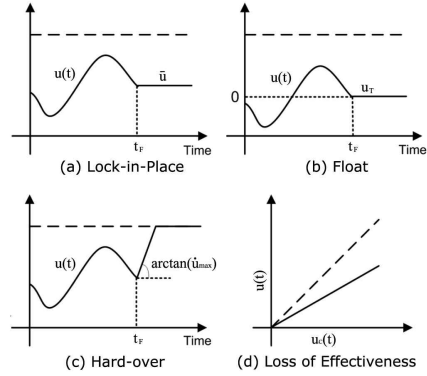 u(t)
ū
t_F
Time
(a) Lock-in-Place
u(t)
u_T
0
t_F
Time
(b) Float
u(t)
arctan(u̇_max)
t_F
Time
(c) Hard-over
u(t)
u_c(t)
(d) Loss of Effectiveness